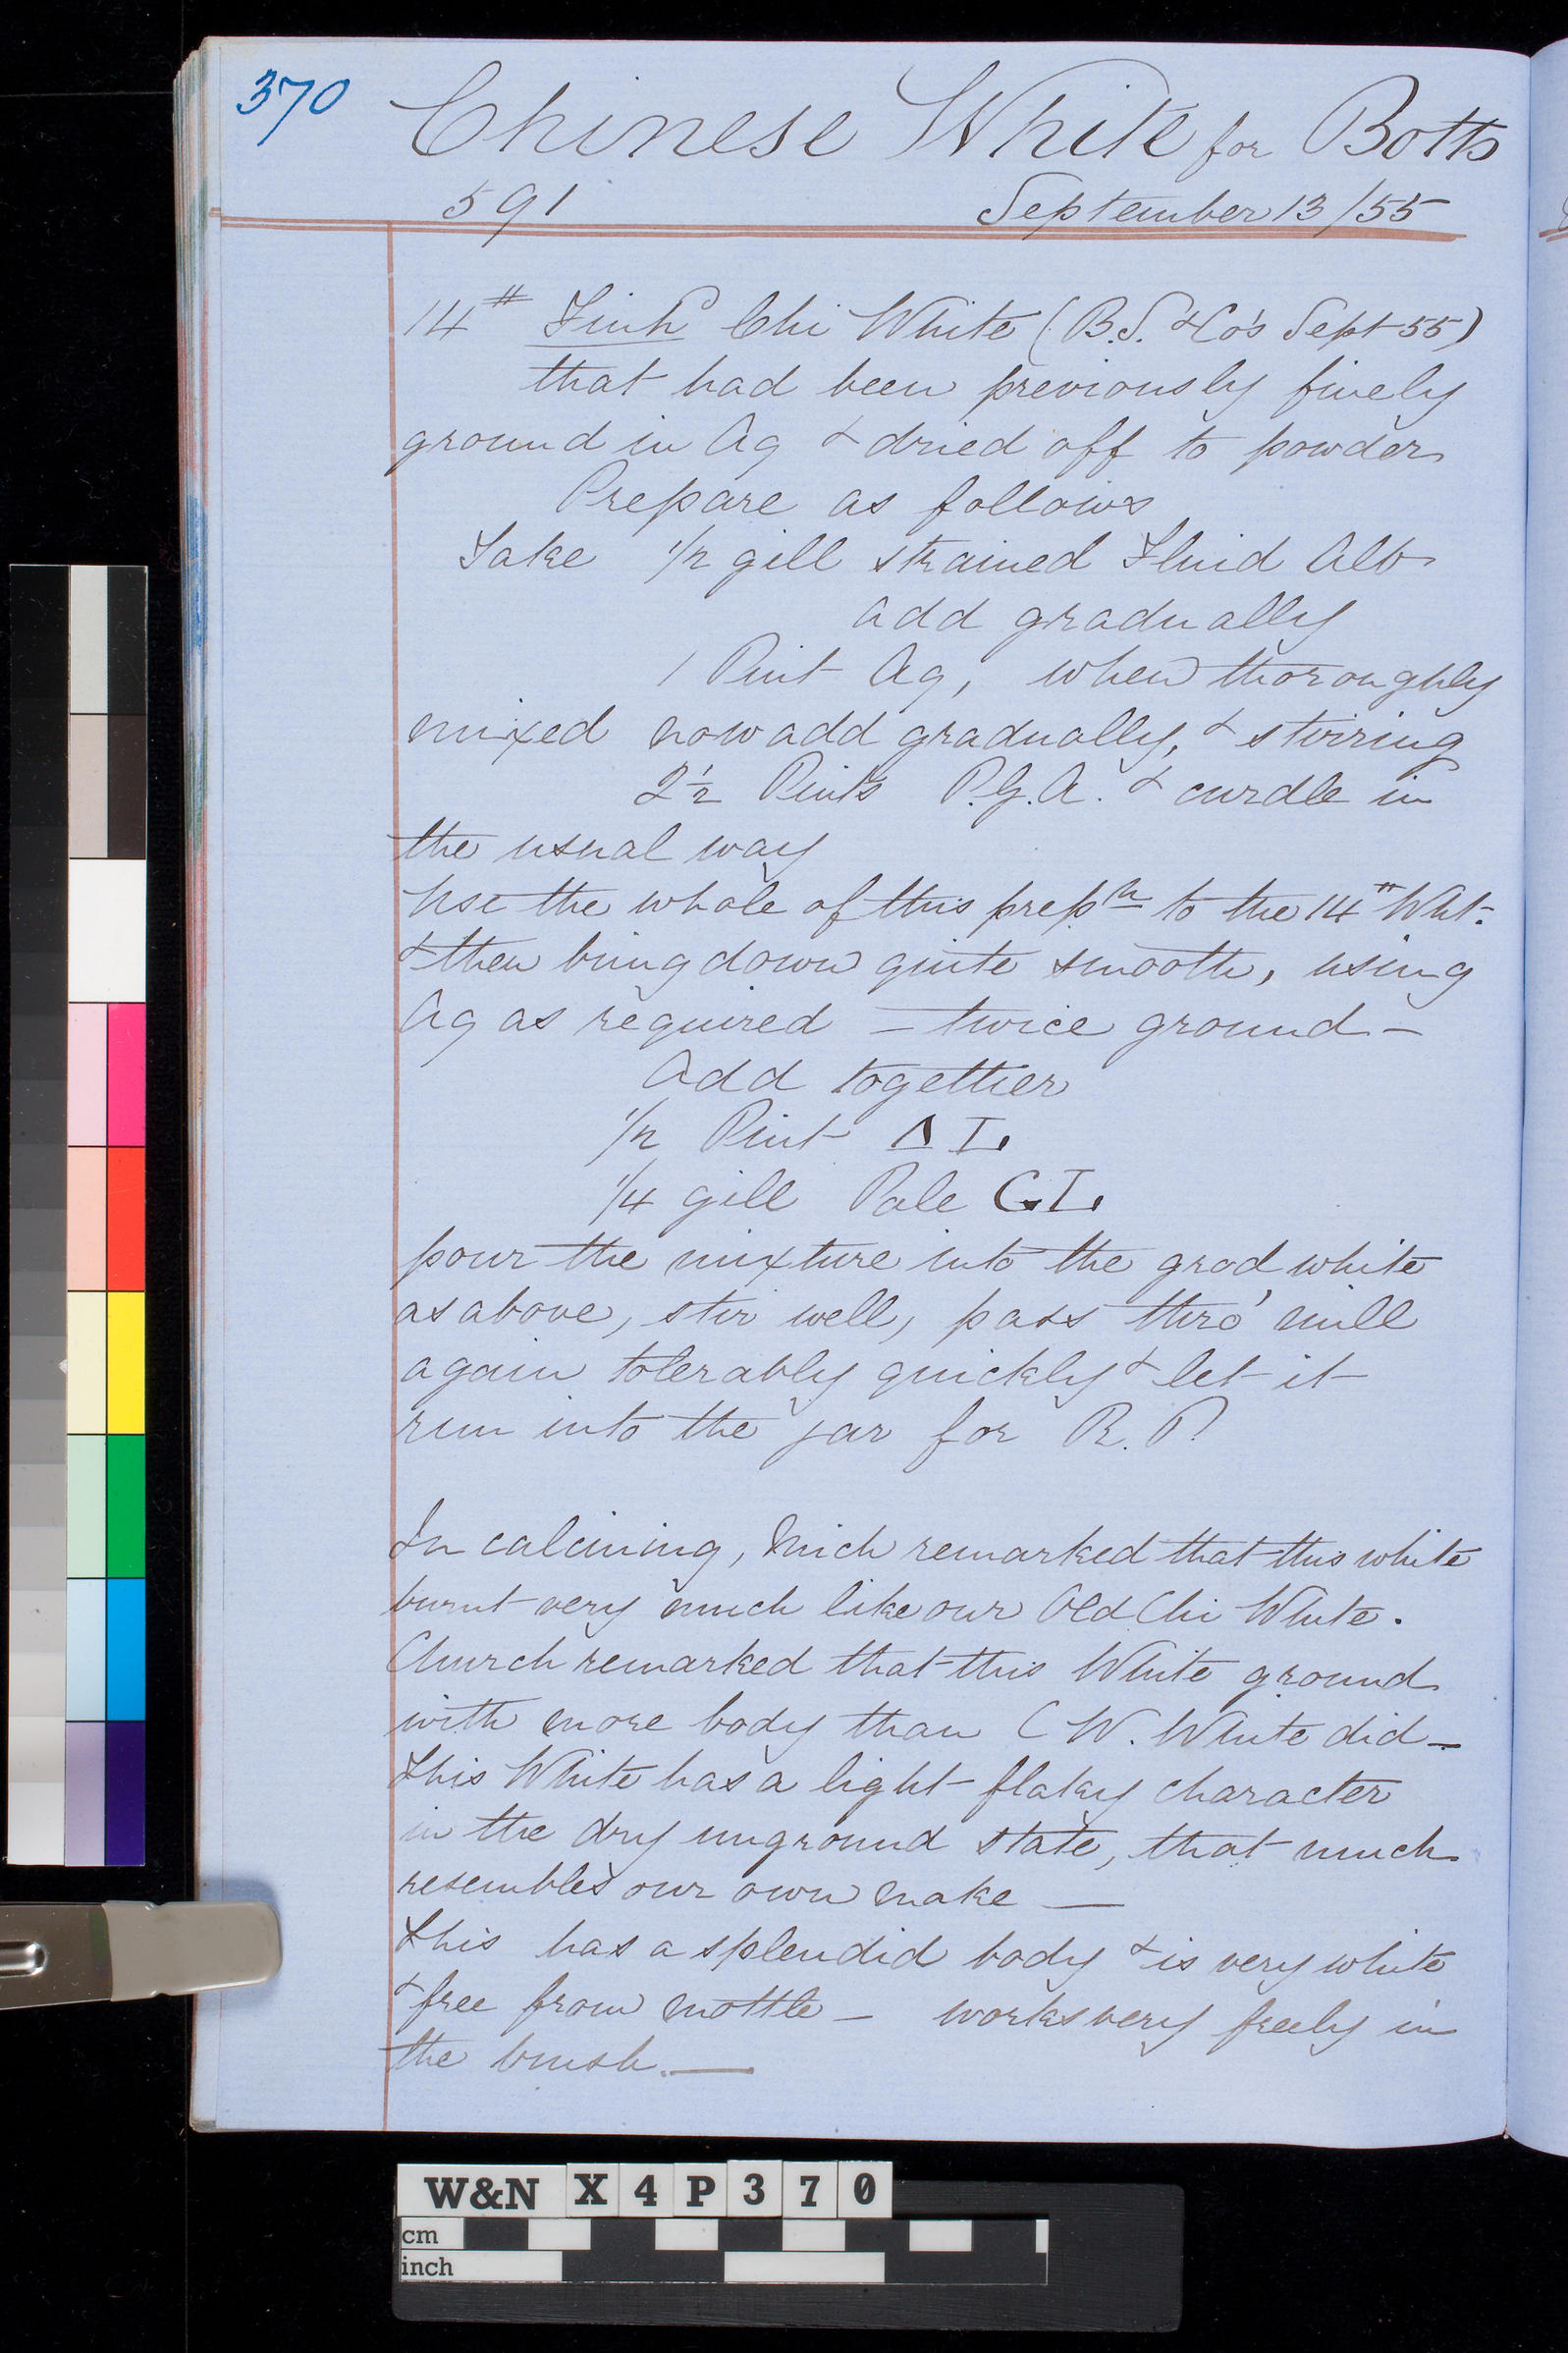 370
Chinese White for Botts
591 September 13/55
14 # Finh Chi White (B.S. & Co's Sept 55)
that had been previously finely
ground in Aq & dried off to powder
Prepare as follows
Take 1/2 gill strained Fluid Alb
add gradually
1 Pint Aq, when thoroughly
mixed now add gradually, & stirring
2 1/2 Pints P.G.A. & curdle in
the usual way
Use the whole of this prepn to the 14 # Wht.
& then bring down quite smooth, using
Aq as required – twice ground –
Add together
1/2 Pint Δ L.
1/4 gill Pale GL.
pour the mixture into the grod white
as above, stir well, pass thro' mill
again tolerably quickly & let it
run into the jar for R.P.
In calcining, Mich remarked that this white
burnt very much like our Old Chi White.
Church remarked that this White ground
with more body than C W. White did –
This White has a light flaky character
in the dry unground state, that much
resembles our own make —
This has a splendid body & is very white
& free from mottle – works very freely in
the brush. —
W&N X4P370
cm
inch